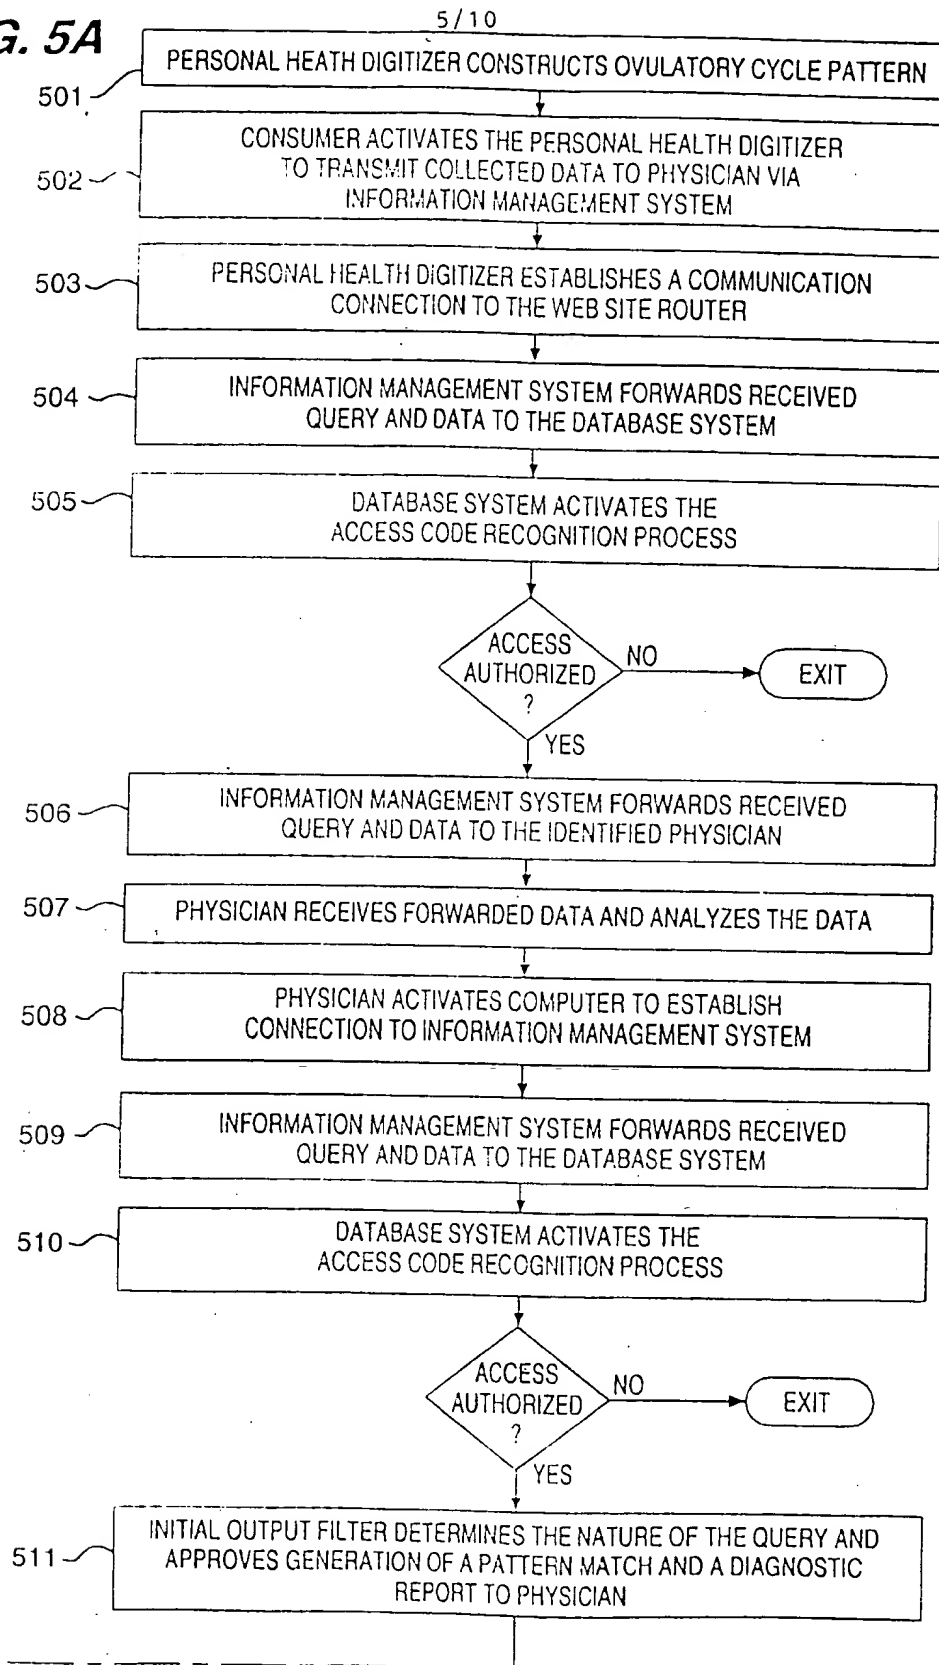 5/10
G. 5A
501
PERSONAL HEATH DIGITIZER CONSTRUCTS OVULATORY CYCLE PATTERN
502
CONSUMER ACTIVATES THE PERSONAL HEALTH DIGITIZER
TO TRANSMIT COLLECTED DATA TO PHYSICIAN VIA
INFORMATION MANAGEMENT SYSTEM
503
PERSONAL HEALTH DIGITIZER ESTABLISHES A COMMUNICATION
CONNECTION TO THE WEB SITE ROUTER
504
INFORMATION MANAGEMENT SYSTEM FORWARDS RECEIVED
QUERY AND DATA TO THE DATABASE SYSTEM
505
DATABASE SYSTEM ACTIVATES THE
ACCESS CODE RECOGNITION PROCESS
ACCESS
AUTHORIZED
?
NO
EXIT
YES
506
INFORMATION MANAGEMENT SYSTEM FORWARDS RECEIVED
QUERY AND DATA TO THE IDENTIFIED PHYSICIAN
507
PHYSICIAN RECEIVES FORWARDED DATA AND ANALYZES THE DATA
508
PHYSICIAN ACTIVATES COMPUTER TO ESTABLISH
CONNECTION TO INFORMATION MANAGEMENT SYSTEM
509
INFORMATION MANAGEMENT SYSTEM FORWARDS RECEIVED
QUERY AND DATA TO THE DATABASE SYSTEM
510
DATABASE SYSTEM ACTIVATES THE
ACCESS CODE RECOGNITION PROCESS
ACCESS
AUTHORIZED
?
NO
EXIT
YES
511
INITIAL OUTPUT FILTER DETERMINES THE NATURE OF THE QUERY AND
APPROVES GENERATION OF A PATTERN MATCH AND A DIAGNOSTIC
REPORT TO PHYSICIAN